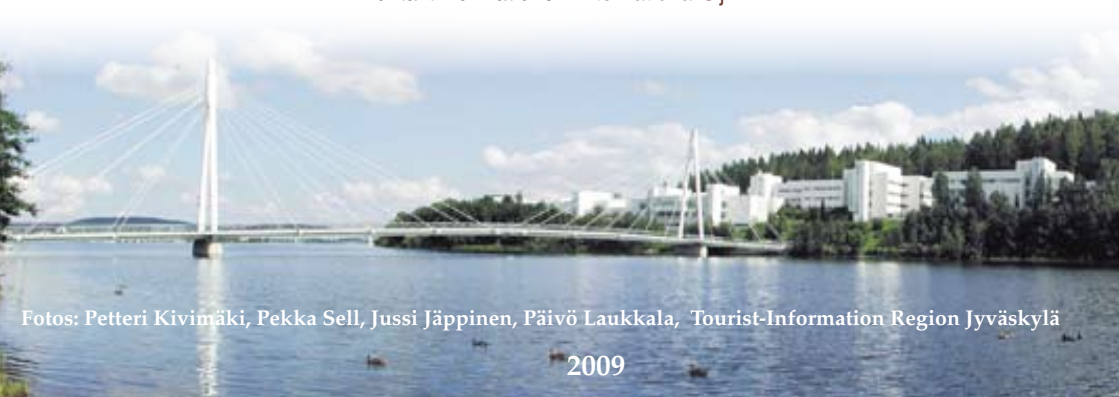 Fotos: Petteri Kivimäki, Pekka Sell, Jussi Jäppinen, Päivö Laukkala, Tourist-Information Region Jyväskylä
2009